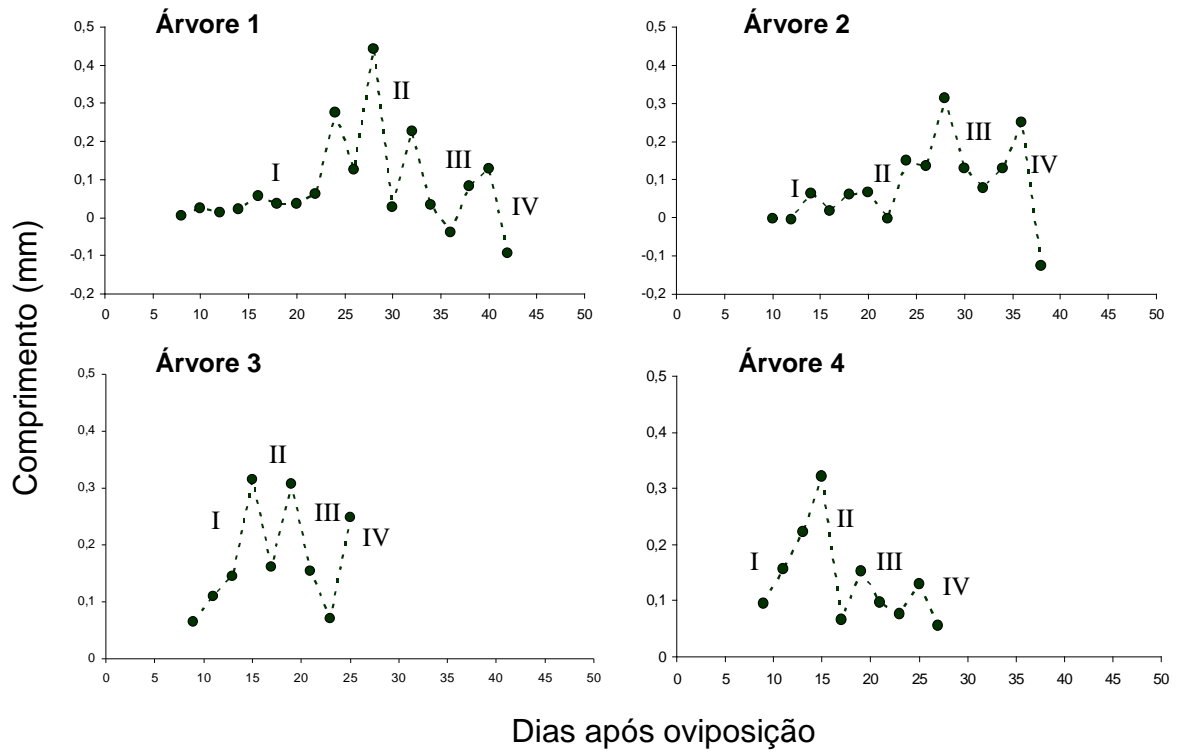 Árvore 1
0,5
0,4
0,3
0,2
0,1
0
-0,1
-0,2
I
II
III
IV
0 5 10 15 20 25 30 35 40 45 50
Árvore 2
0,5
0,4
0,3
0,2
0,1
0
-0,1
-0,2
I
II
III
IV
0 5 10 15 20 25 30 35 40 45 50
Comprimento (mm)
Árvore 3
0,5
0,4
0,3
0,2
0,1
0
I
II
III
IV
0 5 10 15 20 25 30 35 40 45 50
Árvore 4
0,5
0,4
0,3
0,2
0,1
0
I
II
III
IV
0 5 10 15 20 25 30 35 40 45 50
Dias após oviposição